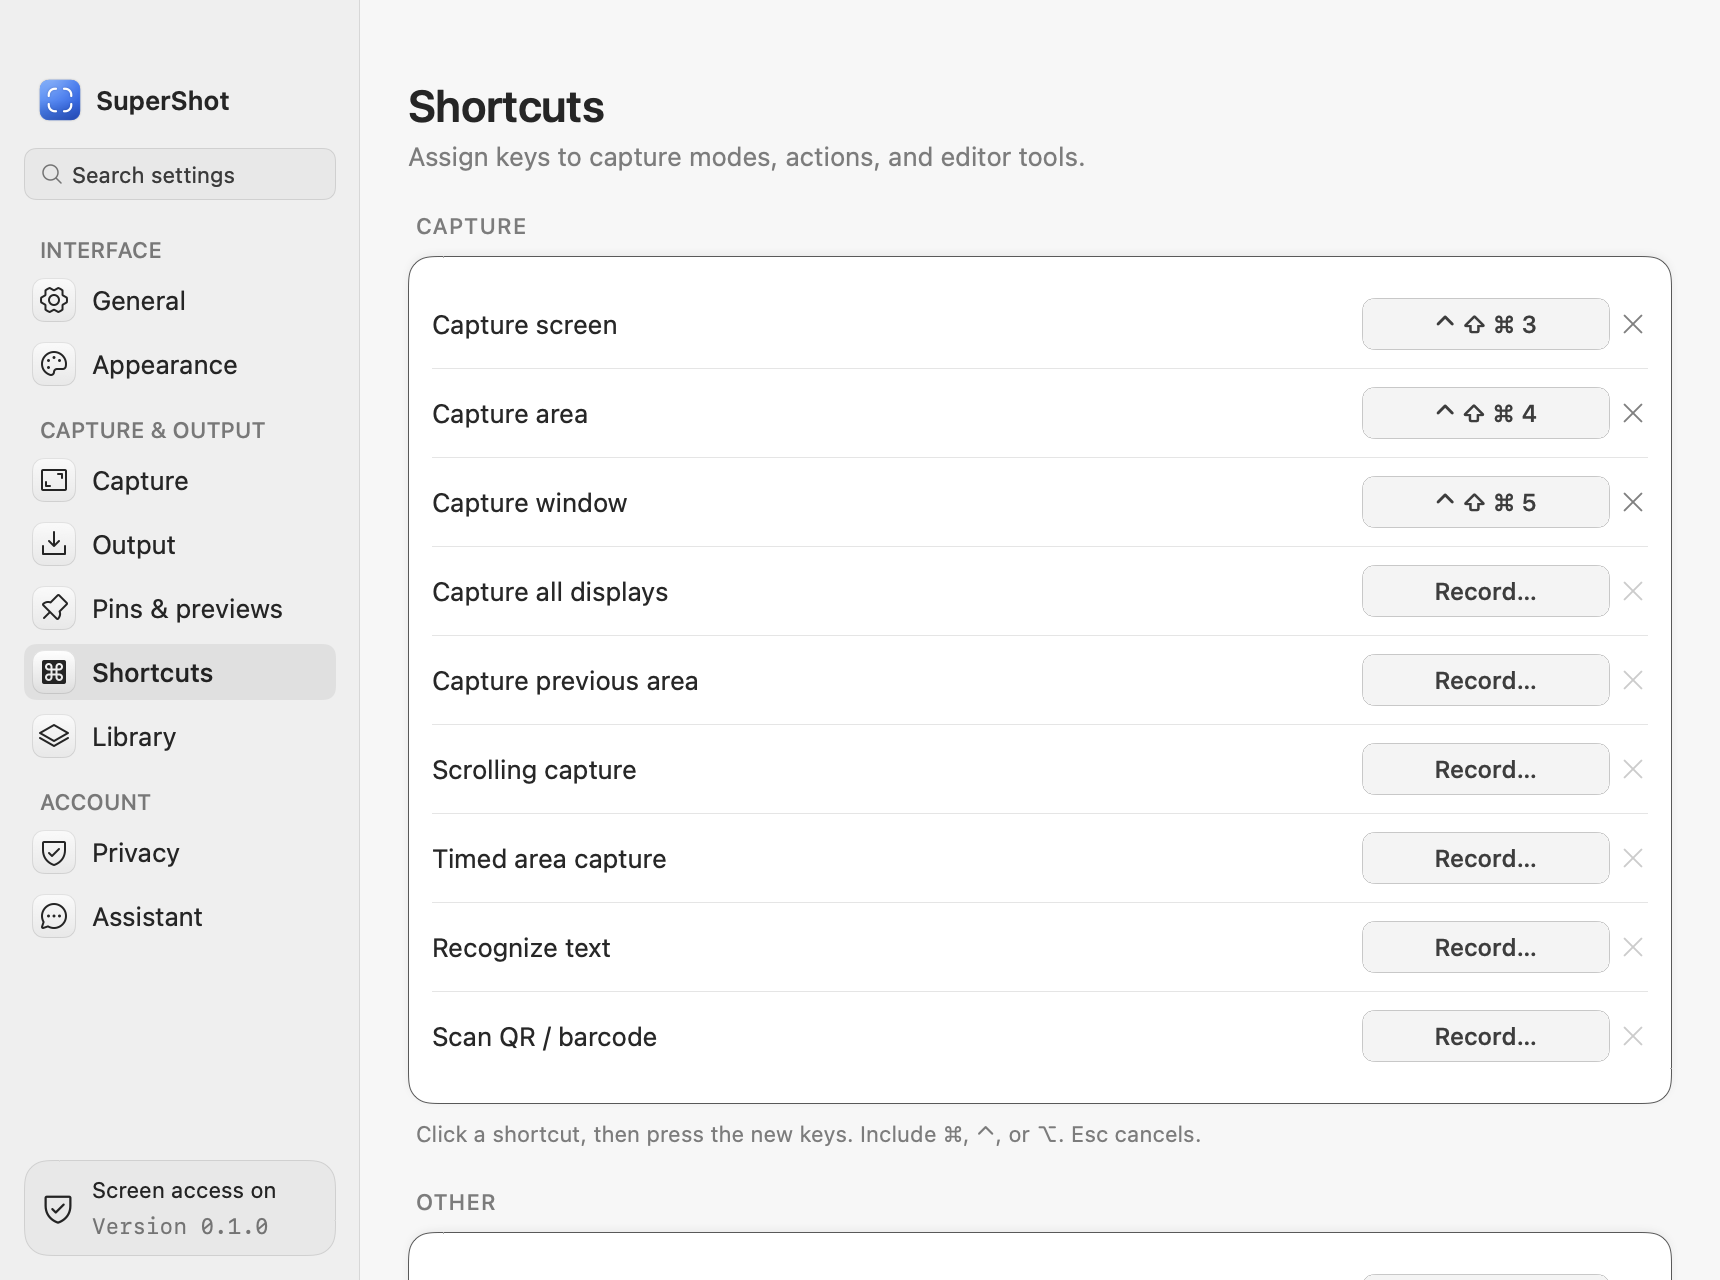 SuperShot
Search settings
INTERFACE
General
Appearance
CAPTURE & OUTPUT
Capture
Output
Pins & previews
Shortcuts
Library
ACCOUNT
Privacy
Assistant
Screen access on
Version 0.1.0
Shortcuts
Assign keys to capture modes, actions, and editor tools.
CAPTURE
Capture screen ⌃ ⇧ ⌘ 3
Capture area ⌃ ⇧ ⌘ 4
Capture window ⌃ ⇧ ⌘ 5
Capture all displays Record...
Capture previous area Record...
Scrolling capture Record...
Timed area capture Record...
Recognize text Record...
Scan QR / barcode Record...
Click a shortcut, then press the new keys. Include ⌘, ⌃, or ⌥. Esc cancels.
OTHER